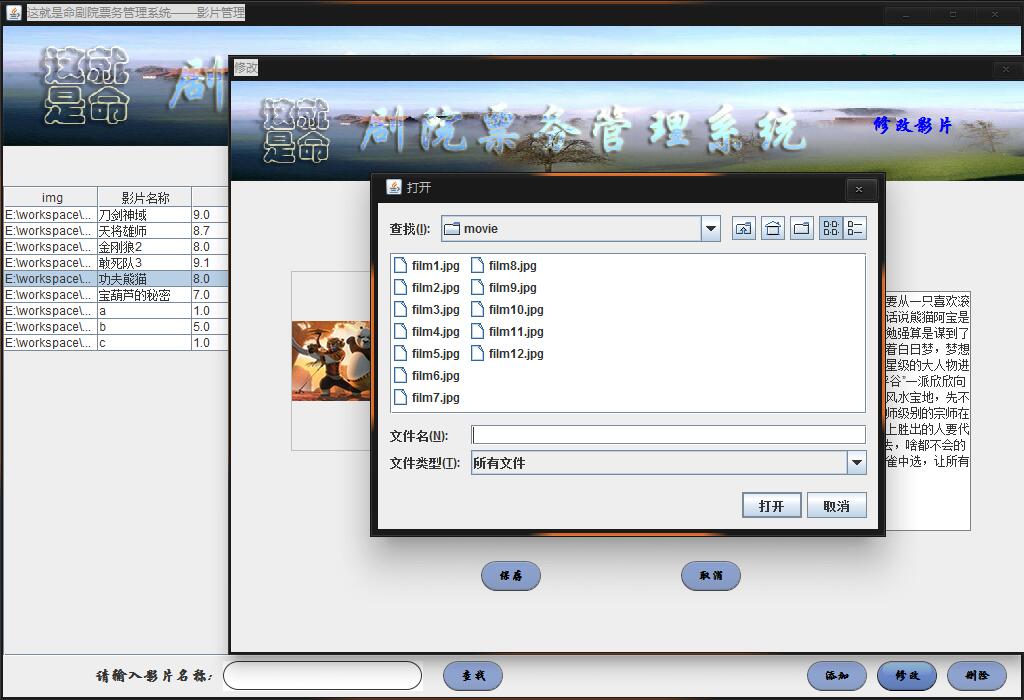 这就是命剧院票务管理系统——影片管理
这就
是命
剧
修改
这就
是命
剧院票务管理系统
修改影片
img 影片名称
E:\workspace\... 刀剑神域 9.0
E:\workspace\... 天将雄师 8.7
E:\workspace\... 金刚狼2 8.0
E:\workspace\... 敢死队3 9.1
E:\workspace\... 功夫熊猫 8.0
E:\workspace\... 宝葫芦的秘密 7.0
E:\workspace\... a 1.0
E:\workspace\... b 5.0
E:\workspace\... c 1.0
打开
查找(I): movie
film1.jpg film8.jpg
film2.jpg film9.jpg
film3.jpg film10.jpg
film4.jpg film11.jpg
film5.jpg film12.jpg
film6.jpg
film7.jpg
文件名(N):
文件类型(T): 所有文件
打开 取消
要从一只喜欢滚
话说熊猫阿宝是
勉强算是谋到了
着白日梦，梦想
星级的大人物进
谷"一派欣欣向
风水宝地，先不
师级别的宗师在
上胜出的人要代
去，啥都不会的
雀中选，让所有
保存 取消
请输入影片名称: 查找 添加 修改 删除